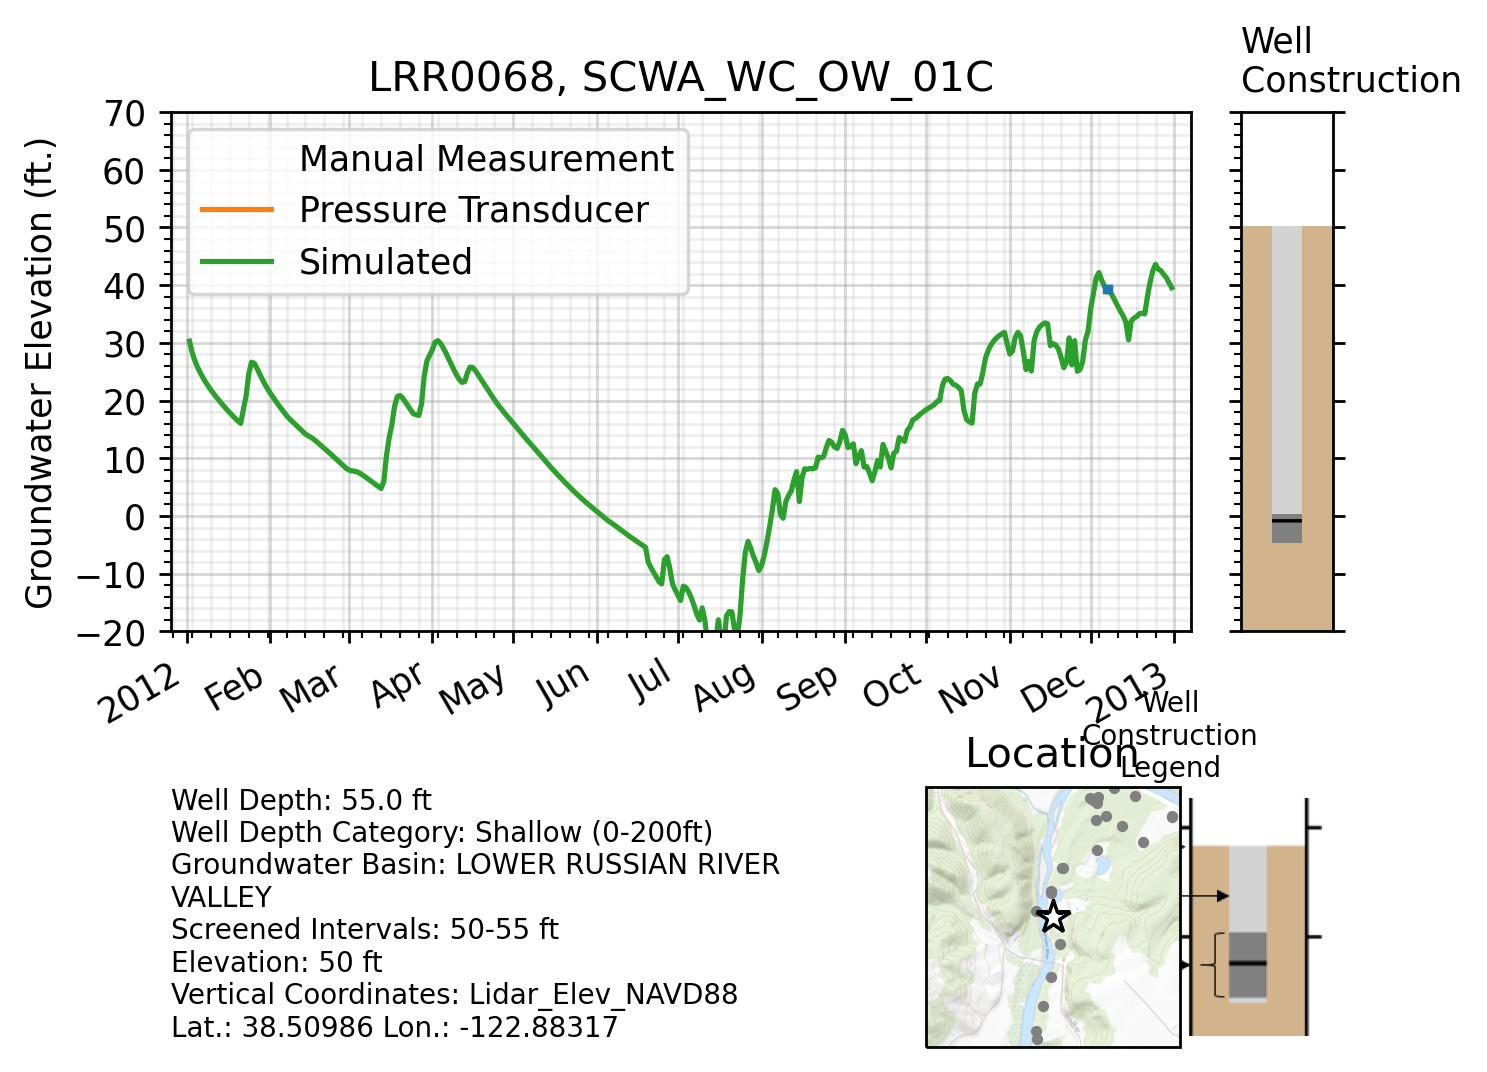 Well
Construction
LRR0068, SCWA_WC_OW_01C
Groundwater Elevation (ft.)
70
60
50
40
30
20
10
0
−10
−20
Manual Measurement
Pressure Transducer
Simulated
2012 Feb Mar Apr May Jun Jul Aug Sep Oct Nov Dec 2013
Well
Construction
Legend
Location
Well Depth: 55.0 ft
Well Depth Category: Shallow (0-200ft)
Groundwater Basin: LOWER RUSSIAN RIVER
VALLEY
Screened Intervals: 50-55 ft
Elevation: 50 ft
Vertical Coordinates: Lidar_Elev_NAVD88
Lat.: 38.50986 Lon.: -122.88317